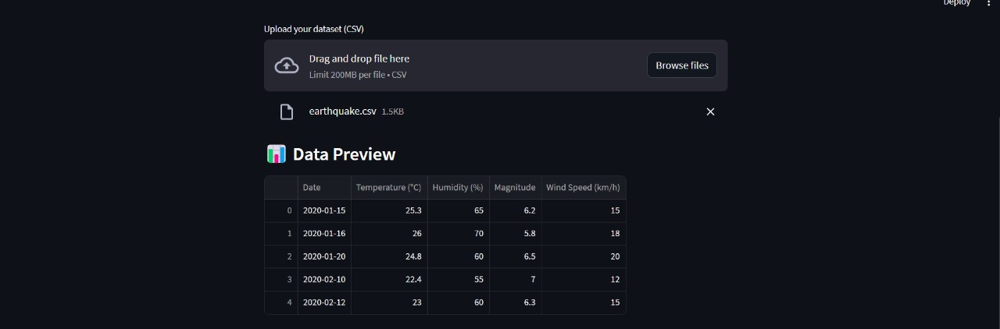 Deploy
Upload your dataset (CSV)
Drag and drop file here
Limit 200MB per file • CSV
Browse files
earthquake.csv 1.5KB
Data Preview
Date Temperature (°C) Humidity (%) Magnitude Wind Speed (km/h)
0 2020-01-15 25.3 65 6.2 15
1 2020-01-16 26 70 5.8 18
2 2020-01-20 24.8 60 6.5 20
3 2020-02-10 22.4 55 7 12
4 2020-02-12 23 60 6.3 15